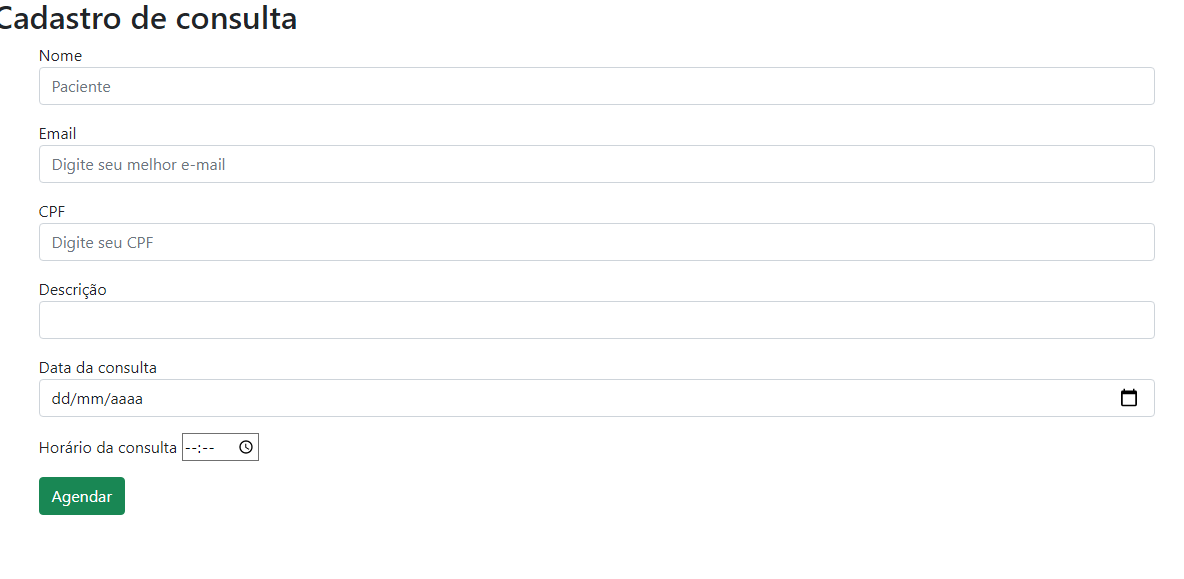 Cadastro de consulta
Nome
Paciente
Email
Digite seu melhor e-mail
CPF
Digite seu CPF
Descrição
Data da consulta
dd/mm/aaaa
Horário da consulta --:--
Agendar